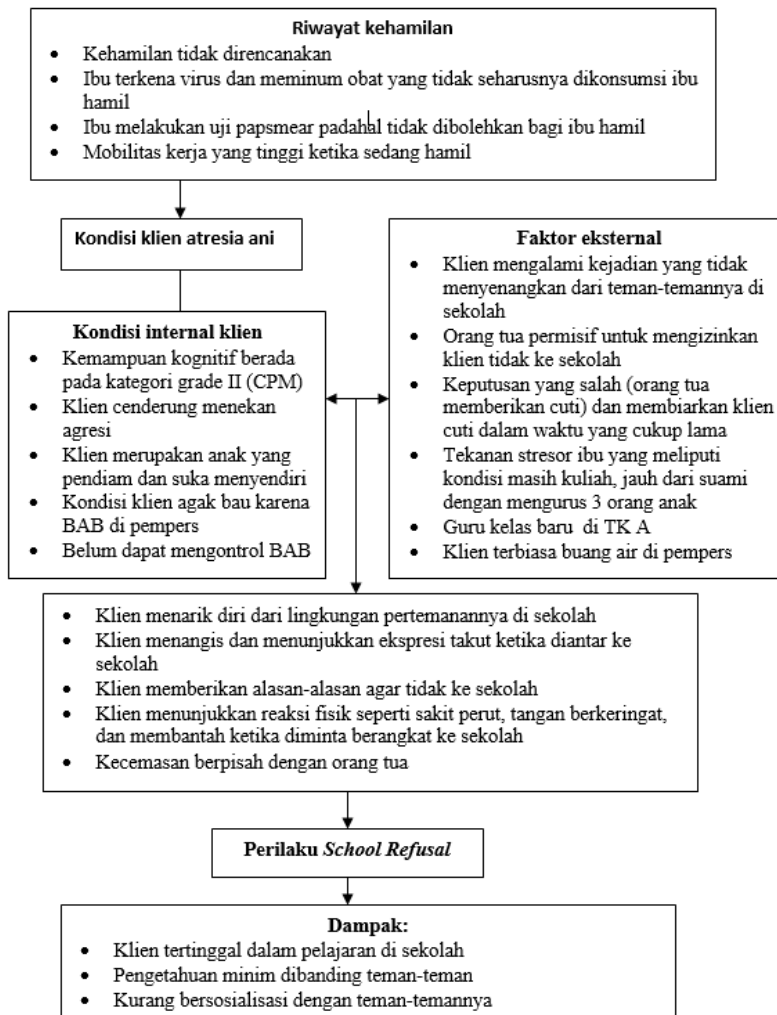 Riwayat kehamilan
• Kehamilan tidak direncanakan
• Ibu terkena virus dan meminum obat yang tidak seharusnya dikonsumsi ibu
hamil
• Ibu melakukan uji papsmear padahal tidak dibolehkan bagi ibu hamil
• Mobilitas kerja yang tinggi ketika sedang hamil
Kondisi klien atresia ani
Kondisi internal klien
• Kemampuan kognitif berada
pada kategori grade II (CPM)
• Klien cenderung menekan
agresi
• Klien merupakan anak yang
pendiam dan suka menyendiri
• Kondisi klien agak bau karena
BAB di pempers
• Belum dapat mengontrol BAB
Faktor eksternal
• Klien mengalami kejadian yang tidak
menyenangkan dari teman-temannya di
sekolah
• Orang tua permisif untuk mengizinkan
klien tidak ke sekolah
• Keputusan yang salah (orang tua
memberikan cuti) dan membiarkan klien
cuti dalam waktu yang cukup lama
• Tekanan stresor ibu yang meliputi
kondisi masih kuliah, jauh dari suami
dengan mengurus 3 orang anak
• Guru kelas baru di TK A
• Klien terbiasa buang air di pempers
• Klien menarik diri dari lingkungan pertemanannya di sekolah
• Klien menangis dan menunjukkan ekspresi takut ketika diantar ke
sekolah
• Klien memberikan alasan-alasan agar tidak ke sekolah
• Klien menunjukkan reaksi fisik seperti sakit perut, tangan berkeringat,
dan membantah ketika diminta berangkat ke sekolah
• Kecemasan berpisah dengan orang tua
Perilaku School Refusal
Dampak:
• Klien tertinggal dalam pelajaran di sekolah
• Pengetahuan minim dibanding teman-teman
• Kurang bersosialisasi dengan teman-temannya